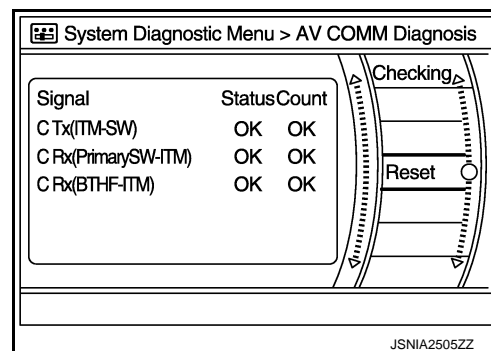 System Diagnostic Menu > AV COMM Diagnosis
Checking
Signal Status Count
C Tx(ITM-SW) OK OK
C Rx(PrimarySW-ITM) OK OK
C Rx(BTHF-ITM) OK OK
Reset
JSNIA2505ZZ